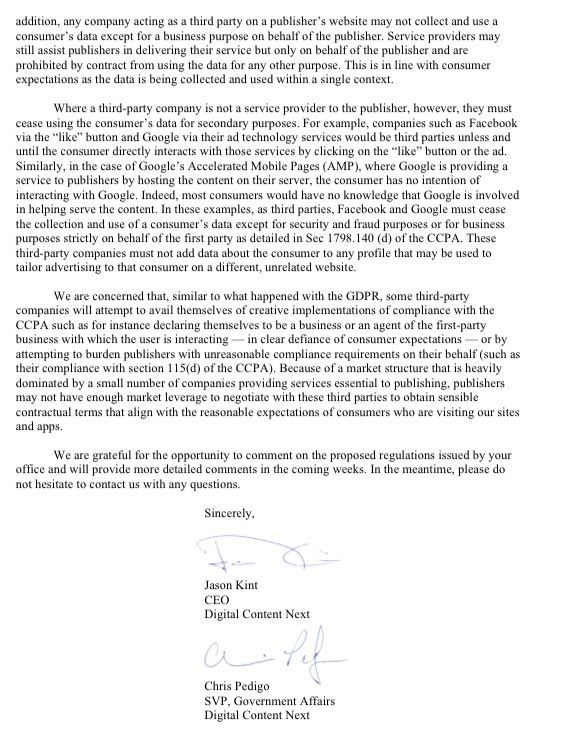 addition, any company acting as a third party on a publisher’s website may not collect and use a
consumer’s data except for a business purpose on behalf of the publisher. Service providers may
still assist publishers in delivering their service but only on behalf of the publisher and are
prohibited by contract from using the data for any other purpose. This is in line with consumer
expectations as the data is being collected and used within a single context.
Where a third-party company is not a service provider to the publisher, however, they must
cease using the consumer’s data for secondary purposes. For example, companies such as Facebook
via the “like” button and Google via their ad technology services would be third parties unless and
until the consumer directly interacts with those services by clicking on the “like” button or the ad.
Similarly, in the case of Google’s Accelerated Mobile Pages (AMP), where Google is providing a
service to publishers by hosting the content on their server, the consumer has no intention of
interacting with Google. Indeed, most consumers would have no knowledge that Google is involved
in helping serve the content. In these examples, as third parties, Facebook and Google must cease
the collection and use of a consumer’s data except for security and fraud purposes or for business
purposes strictly on behalf of the first party as detailed in Sec 1798.140 (d) of the CCPA. These
third-party companies must not add data about the consumer to any profile that may be used to
tailor advertising to that consumer on a different, unrelated website.
We are concerned that, similar to what happened with the GDPR, some third-party
companies will attempt to avail themselves of creative implementations of compliance with the
CCPA such as for instance declaring themselves to be a business or an agent of the first-party
business with which the user is interacting — in clear defiance of consumer expectations — or by
attempting to burden publishers with unreasonable compliance requirements on their behalf (such as
their compliance with section 115(d) of the CCPA). Because of a market structure that is heavily
dominated by a small number of companies providing services essential to publishing, publishers
may not have enough market leverage to negotiate with these third parties to obtain sensible
contractual terms that align with the reasonable expectations of consumers who are visiting our sites
and apps.
We are grateful for the opportunity to comment on the proposed regulations issued by your
office and will provide more detailed comments in the coming weeks. In the meantime, please do
not hesitate to contact us with any questions.
Sincerely,
Jason Kint
CEO
Digital Content Next
Chris Pedigo
SVP, Government Affairs
Digital Content Next